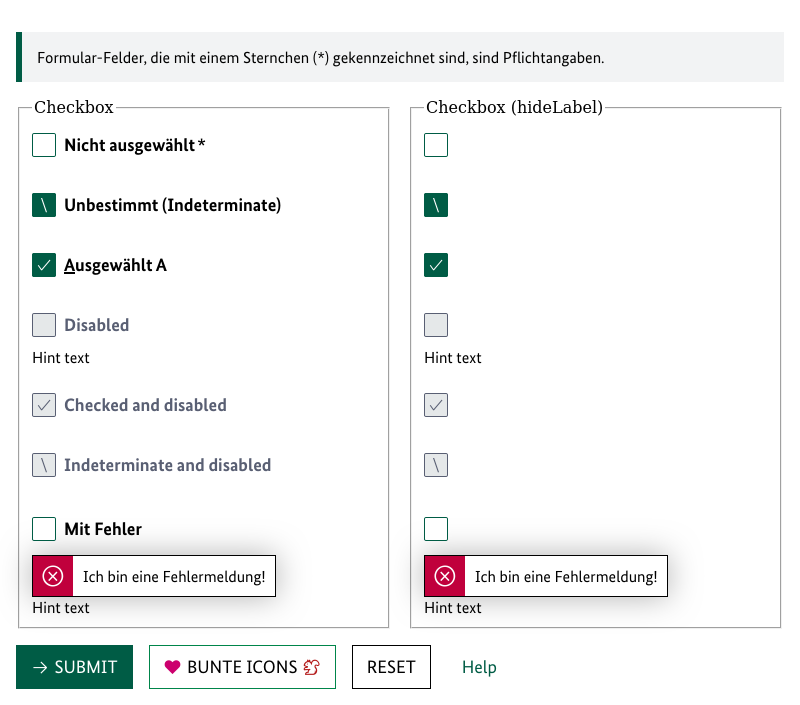 Formular-Felder, die mit einem Sternchen (*) gekennzeichnet sind, sind Pflichtangaben.
Checkbox
Nicht ausgewählt *
Unbestimmt (Indeterminate)
Ausgewählt A
Disabled
Hint text
Checked and disabled
Indeterminate and disabled
Mit Fehler
Ich bin eine Fehlermeldung!
Hint text
Checkbox (hideLabel)
Hint text
Ich bin eine Fehlermeldung!
Hint text
SUBMIT
BUNTE ICONS
RESET
Help